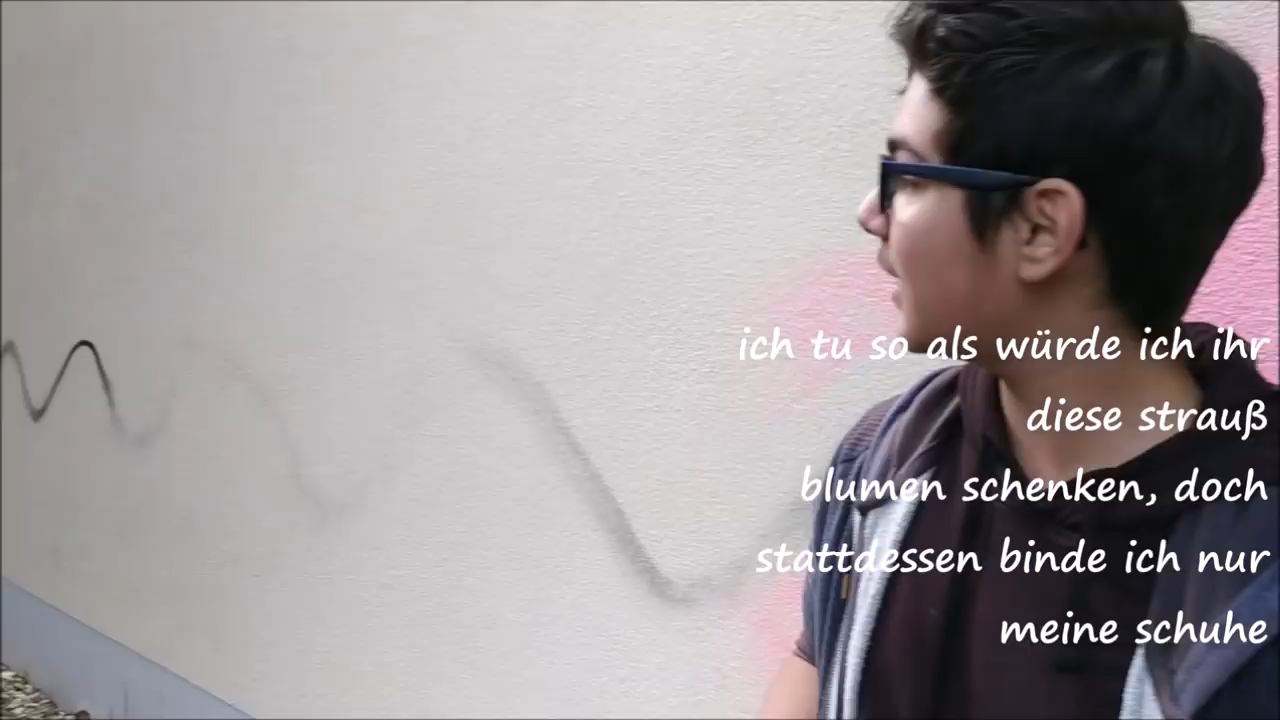 ich tu so als würde ich ihr
diese strauß
blumen schenken, doch
stattdessen binde ich nur
meine schuhe